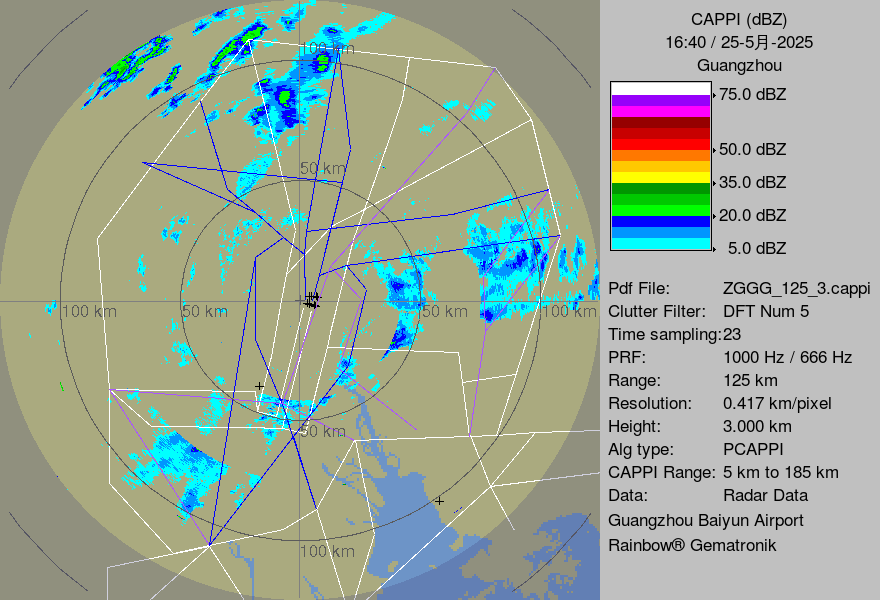 CAPPI (dBZ)
16:40 / 25-5月-2025
Guangzhou
75.0 dBZ
50.0 dBZ
35.0 dBZ
20.0 dBZ
5.0 dBZ
Pdf File: ZGGG_125_3.cappi
Clutter Filter: DFT Num 5
Time sampling:23
PRF: 1000 Hz / 666 Hz
Range: 125 km
Resolution: 0.417 km/pixel
Height: 3.000 km
Alg type: PCAPPI
CAPPI Range: 5 km to 185 km
Data: Radar Data
Guangzhou Baiyun Airport
Rainbow® Gematronik
100 km
50 km
100 km
50 km
50 km
100 km
50 km
100 km